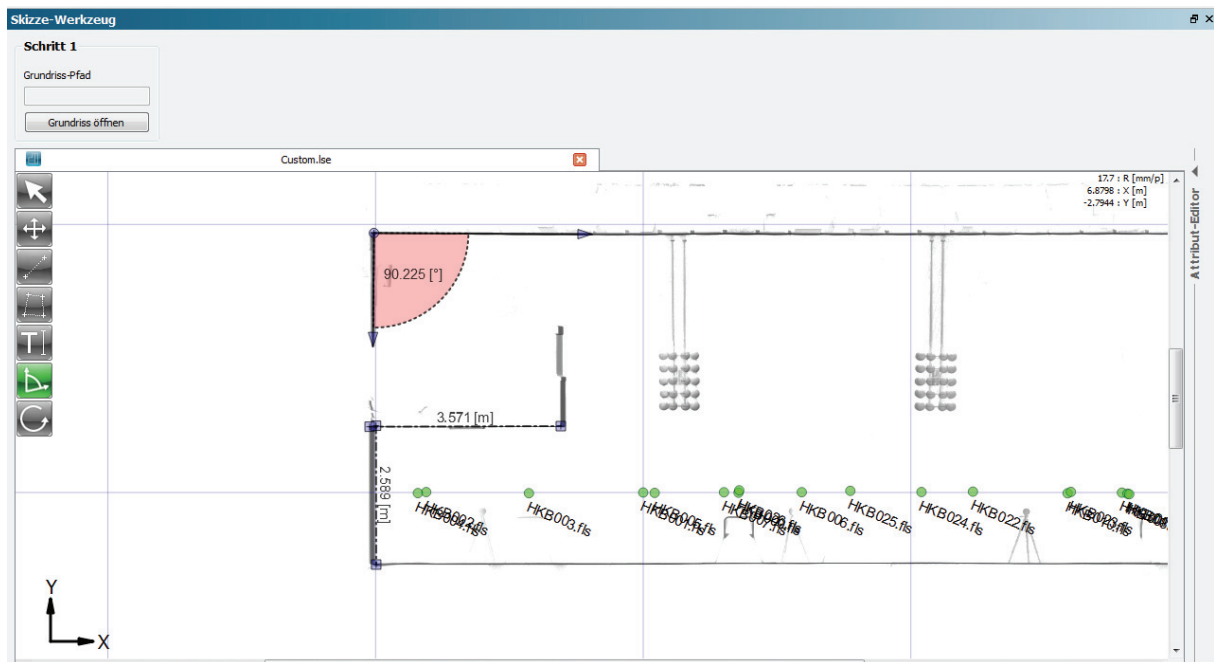 Skizze-Werkzeug
Schritt 1
Grundriss-Pfad
Grundriss öffnen
Custom.lse
17.7 : R [mm/p]
6.8798 : X [m]
-2.7944 : Y [m]
Attribut-Editor
90.225 [°]
3.571 [m]
2.589 [m]
HKB003.fls
HKB006.fls
HKB025.fls
HKB024.fls
HKB022.fls
Y
X